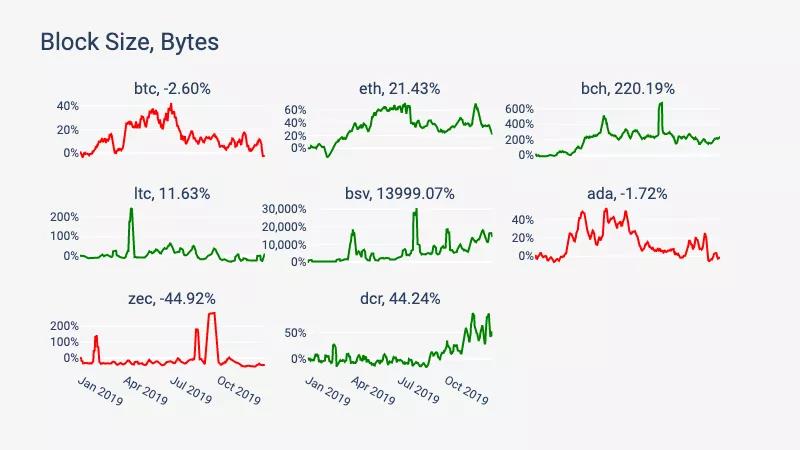 Block Size, Bytes
btc, -2.60%
40%
20%
0%
eth, 21.43%
60%
40%
20%
0%
bch, 220.19%
600%
400%
200%
0%
ltc, 11.63%
200%
100%
0%
bsv, 13999.07%
30,000%
20,000%
10,000%
0%
ada, -1.72%
40%
20%
0%
zec, -44.92%
200%
100%
0%
Jan 2019
Apr 2019
Jul 2019
Oct 2019
dcr, 44.24%
50%
0%
Jan 2019
Apr 2019
Jul 2019
Oct 2019